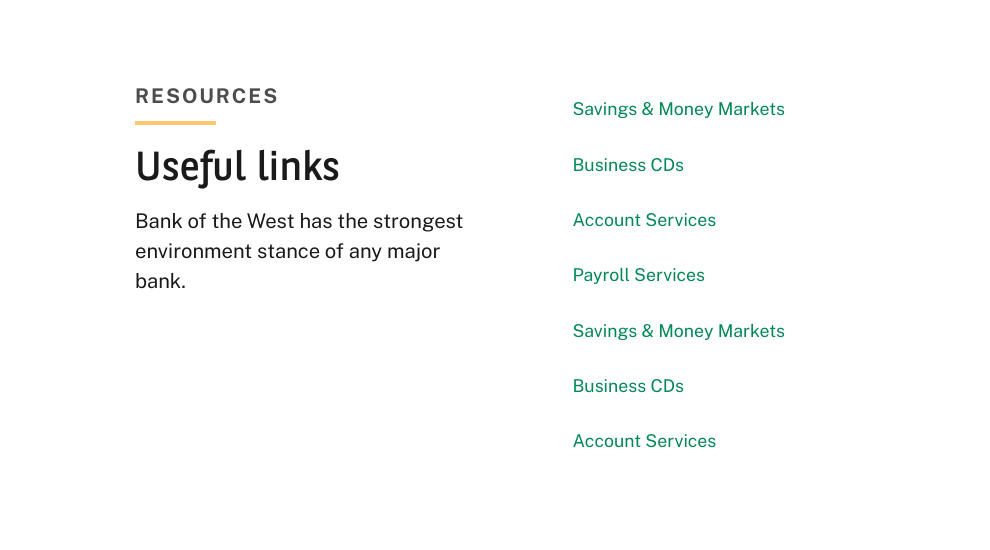 RESOURCES
Useful links
Bank of the West has the strongest
environment stance of any major
bank.
Savings & Money Markets
Business CDs
Account Services
Payroll Services
Savings & Money Markets
Business CDs
Account Services